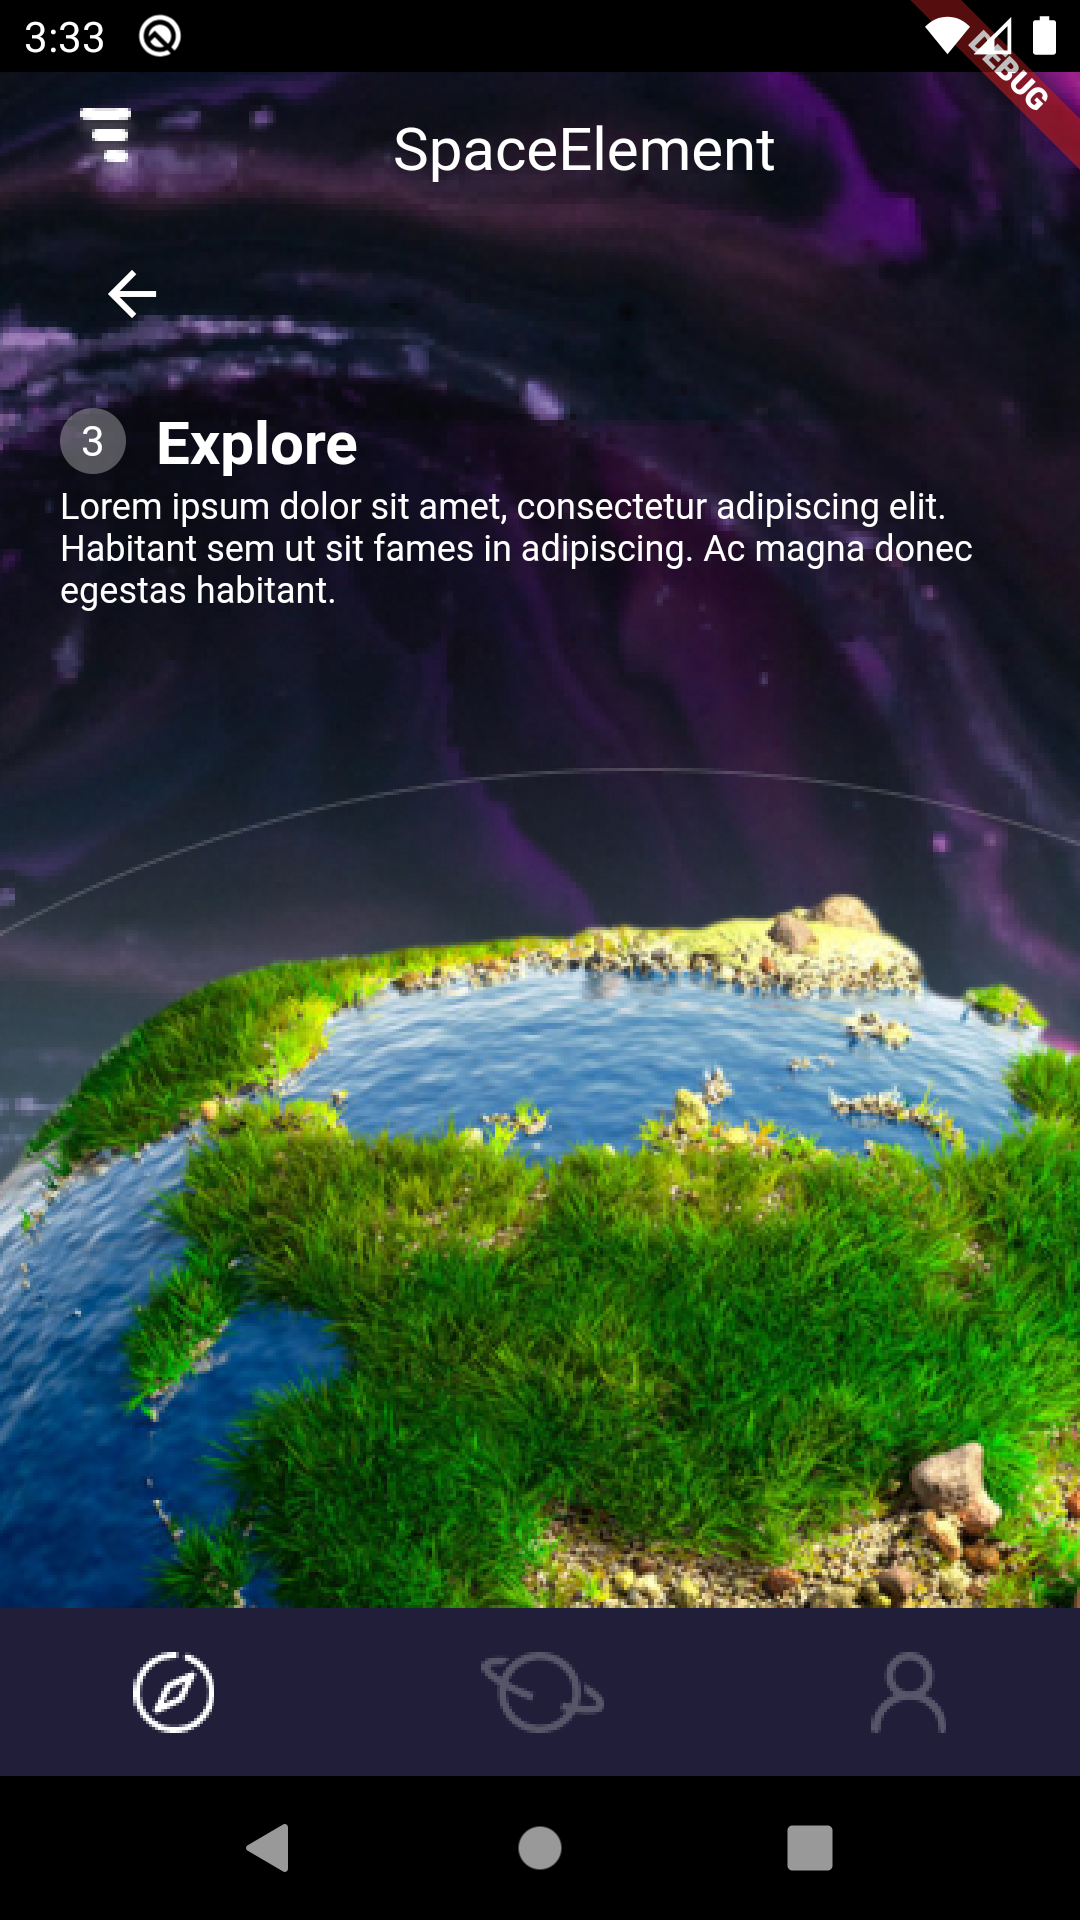 3:33
DEBUG
SpaceElement
3 Explore
Lorem ipsum dolor sit amet, consectetur adipiscing elit.
Habitant sem ut sit fames in adipiscing. Ac magna donec
egestas habitant.